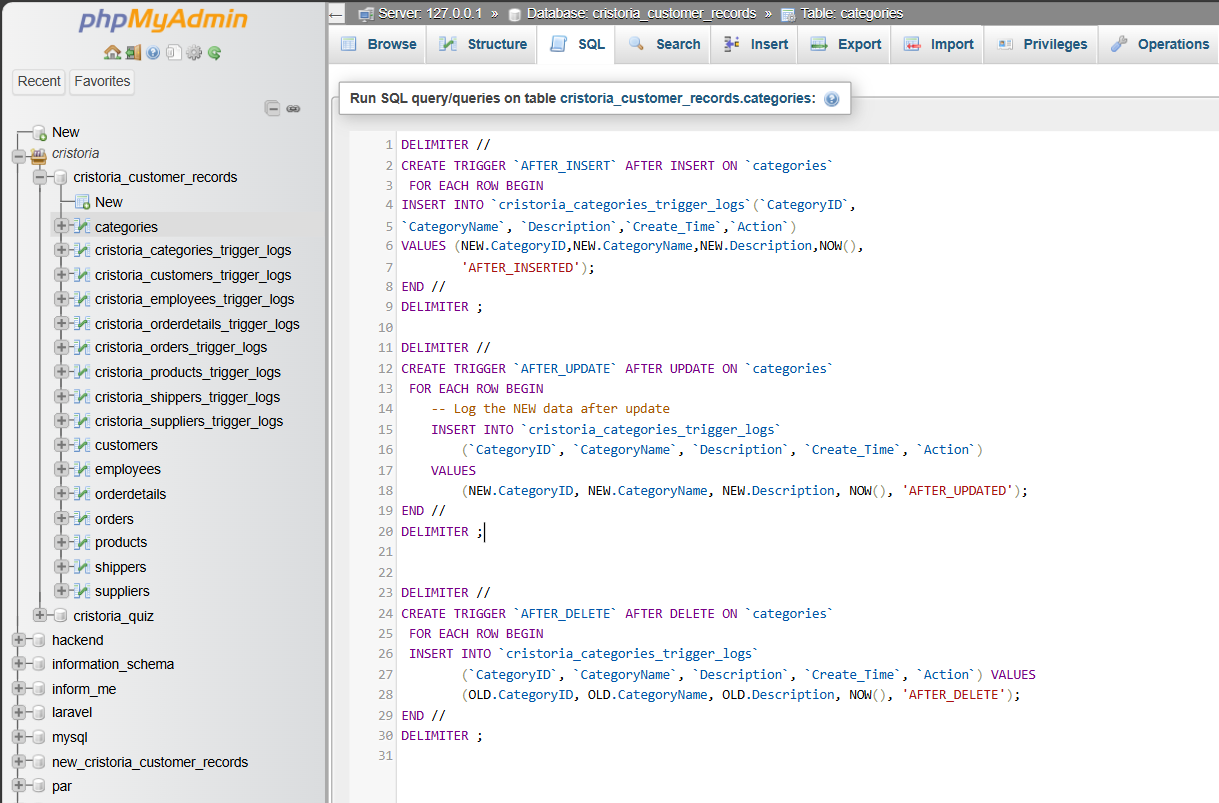 phpMyAdmin
Recent Favorites
New
cristoria
cristoria_customer_records
New
categories
cristoria_categories_trigger_logs
cristoria_customers_trigger_logs
cristoria_employees_trigger_logs
cristoria_orderdetails_trigger_logs
cristoria_orders_trigger_logs
cristoria_products_trigger_logs
cristoria_shippers_trigger_logs
cristoria_suppliers_trigger_logs
customers
employees
orderdetails
orders
products
shippers
suppliers
cristoria_quiz
hackend
information_schema
inform_me
laravel
mysql
new_cristoria_customer_records
par
Server: 127.0.0.1 » Database: cristoria_customer_records » Table: categories
Browse Structure SQL Search Insert Export Import Privileges Operations
Run SQL query/queries on table cristoria_customer_records.categories:
1 DELIMITER //
2 CREATE TRIGGER `AFTER_INSERT` AFTER INSERT ON `categories`
3 FOR EACH ROW BEGIN
4 INSERT INTO `cristoria_categories_trigger_logs`(`CategoryID`,
5 `CategoryName`, `Description`,`Create_Time`,`Action`)
6 VALUES (NEW.CategoryID,NEW.CategoryName,NEW.Description,NOW(),
7 'AFTER_INSERTED');
8 END //
9 DELIMITER ;
10
11 DELIMITER //
12 CREATE TRIGGER `AFTER_UPDATE` AFTER UPDATE ON `categories`
13 FOR EACH ROW BEGIN
14 -- Log the NEW data after update
15 INSERT INTO `cristoria_categories_trigger_logs`
16 (`CategoryID`, `CategoryName`, `Description`, `Create_Time`, `Action`)
17 VALUES
18 (NEW.CategoryID, NEW.CategoryName, NEW.Description, NOW(), 'AFTER_UPDATED');
19 END //
20 DELIMITER ;
21
22
23 DELIMITER //
24 CREATE TRIGGER `AFTER_DELETE` AFTER DELETE ON `categories`
25 FOR EACH ROW BEGIN
26 INSERT INTO `cristoria_categories_trigger_logs`
27 (`CategoryID`, `CategoryName`, `Description`, `Create_Time`, `Action`) VALUES
28 (OLD.CategoryID, OLD.CategoryName, OLD.Description, NOW(), 'AFTER_DELETE');
29 END //
30 DELIMITER ;
31